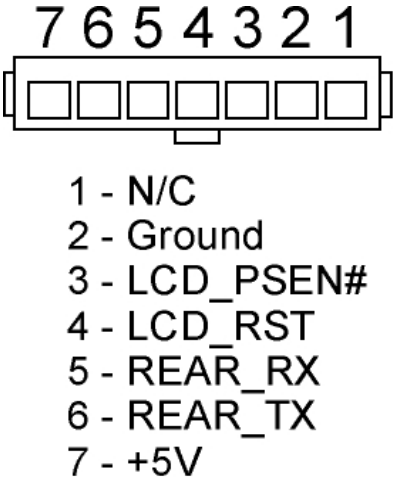 7 6 5 4 3 2 1
1 - N/C
2 - Ground
3 - LCD_PSEN#
4 - LCD_RST
5 - REAR_RX
6 - REAR_TX
7 - +5V